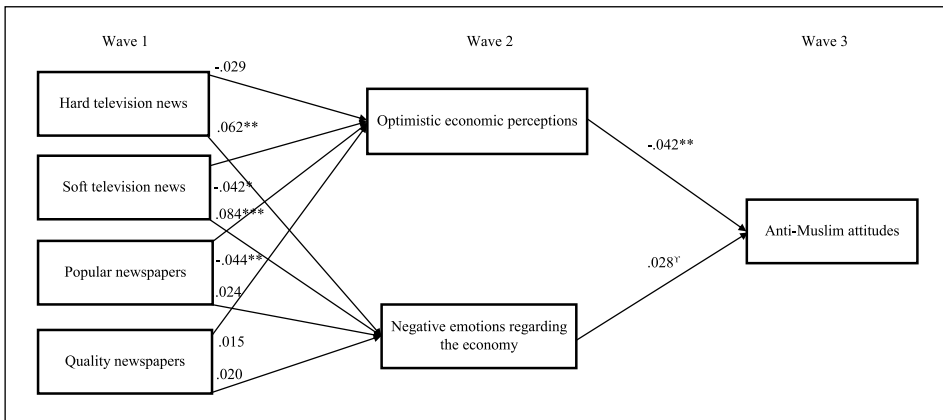 Wave 1
Wave 2
Wave 3
-.029
Hard television news
.062**
Optimistic economic perceptions
-.042**
Soft television news
-.042*
.084***
Anti-Muslim attitudes
Popular newspapers
-.044**
.024
.028ϒ
Negative emotions regarding
the economy
Quality newspapers
.015
.020